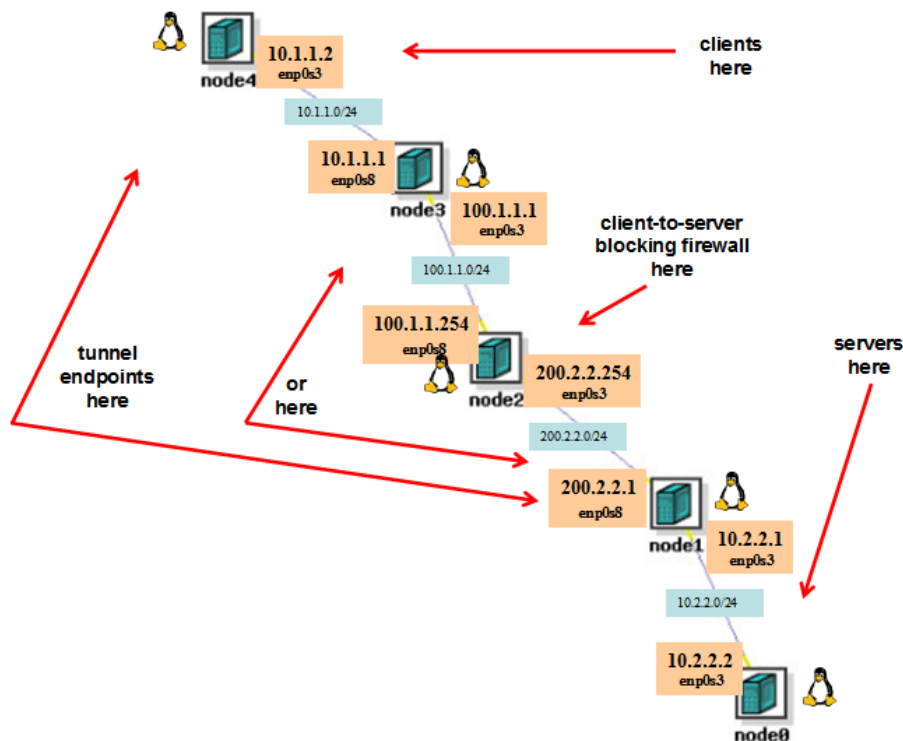 10.1.1.2
enp0s3
node4
clients
here
10.1.1.0/24
10.1.1.1
enp0s8
node3
100.1.1.1
enp0s3
client-to-server
blocking firewall
here
100.1.1.0/24
100.1.1.254
enp0s8
node2
200.2.2.254
enp0s3
servers
here
tunnel
endpoints
here
or
here
200.2.2.0/24
200.2.2.1
enp0s8
node1
10.2.2.1
enp0s3
10.2.2.0/24
10.2.2.2
enp0s3
node0